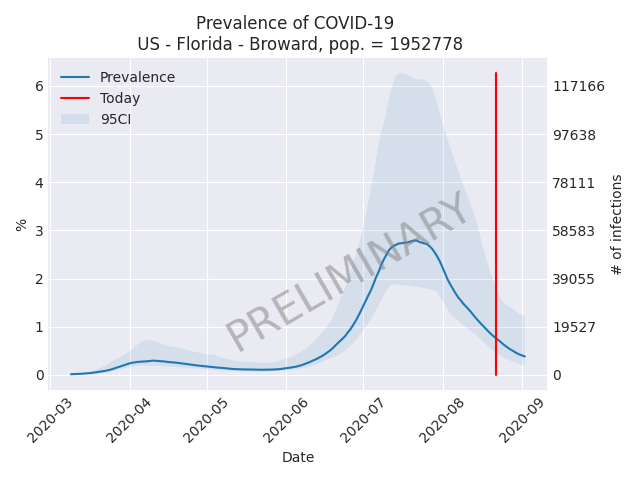 Prevalence of COVID-19
US - Florida - Broward, pop. = 1952778
Prevalence
Today
95CI
PRELIMINARY
%
6
5
4
3
2
1
0
117166
97638
78111
58583
39055
19527
0
# of infections
2020-03
2020-04
2020-05
2020-06
2020-07
2020-08
2020-09
Date